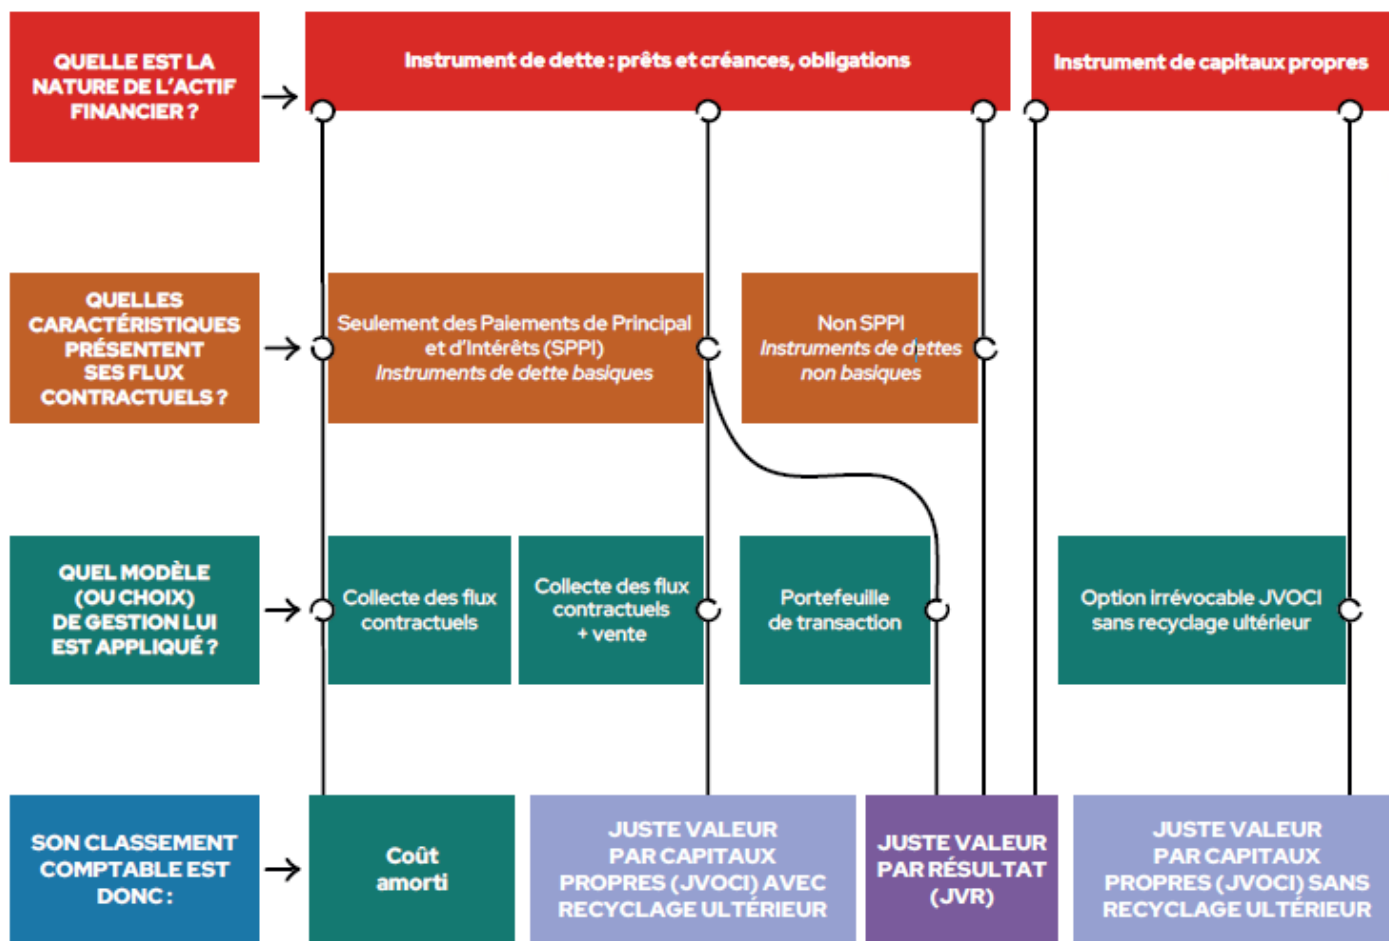 QUELLE EST LA
NATURE DE L'ACTIF
FINANCIER ?
Instrument de dette : prêts et créances, obligations
Instrument de capitaux propres
QUELLES
CARACTÉRISTIQUES
PRÉSENTENT
SES FLUX
CONTRACTUELS ?
Seulement des Paiements de Principal
et d'Intérêts (SPPI)
Instruments de dette basiques
Non SPPI
Instruments de dettes
non basiques
QUEL MODÈLE
(OU CHOIX)
DE GESTION LUI
EST APPLIQUÉ ?
Collecte des flux
contractuels
Collecte des flux
contractuels
+ vente
Portefeuille
de transaction
Option irrévocable JVOCI
sans recyclage ultérieur
SON CLASSEMENT
COMPTABLE EST
DONC :
Coût
amorti
JUSTE VALEUR
PAR CAPITAUX
PROPRES (JVOCI) AVEC
RECYCLAGE ULTÉRIEUR
JUSTE VALEUR
PAR RÉSULTAT
(JVR)
JUSTE VALEUR
PAR CAPITAUX
PROPRES (JVOCI) SANS
RECYCLAGE ULTÉRIEUR